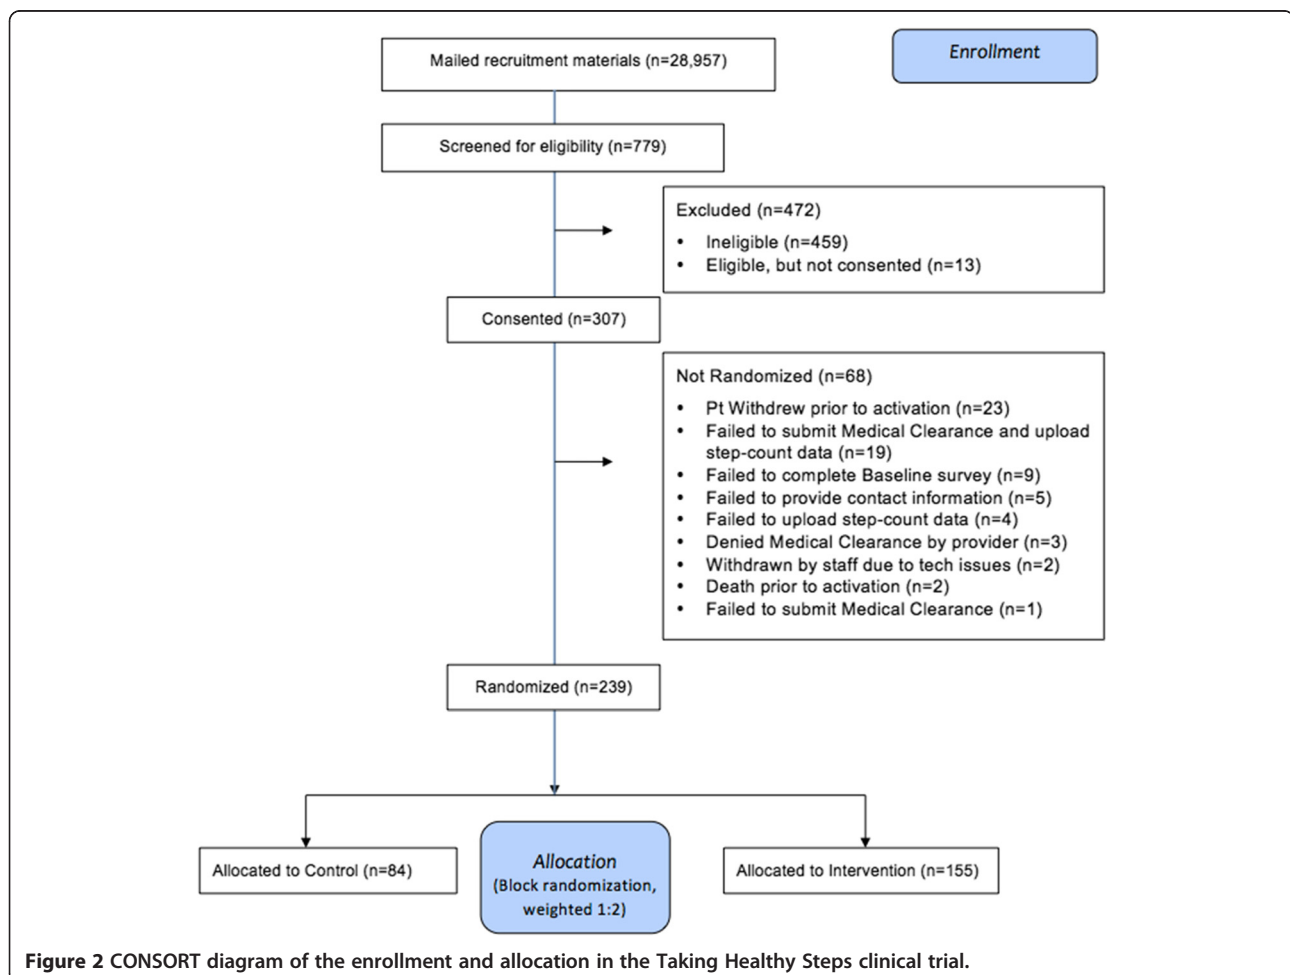 Mailed recruitment materials (n=28,957)
Enrollment
Screened for eligibility (n=779)
Excluded (n=472)
• Ineligible (n=459)
• Eligible, but not consented (n=13)
Consented (n=307)
Not Randomized (n=68)
• Pt Withdrew prior to activation (n=23)
• Failed to submit Medical Clearance and upload
step-count data (n=19)
• Failed to complete Baseline survey (n=9)
• Failed to provide contact information (n=5)
• Failed to upload step-count data (n=4)
• Denied Medical Clearance by provider (n=3)
• Withdrawn by staff due to tech issues (n=2)
• Death prior to activation (n=2)
• Failed to submit Medical Clearance (n=1)
Randomized (n=239)
Allocated to Control (n=84)
Allocation
(Block randomization,
weighted 1:2)
Allocated to Intervention (n=155)
Figure 2 CONSORT diagram of the enrollment and allocation in the Taking Healthy Steps clinical trial.